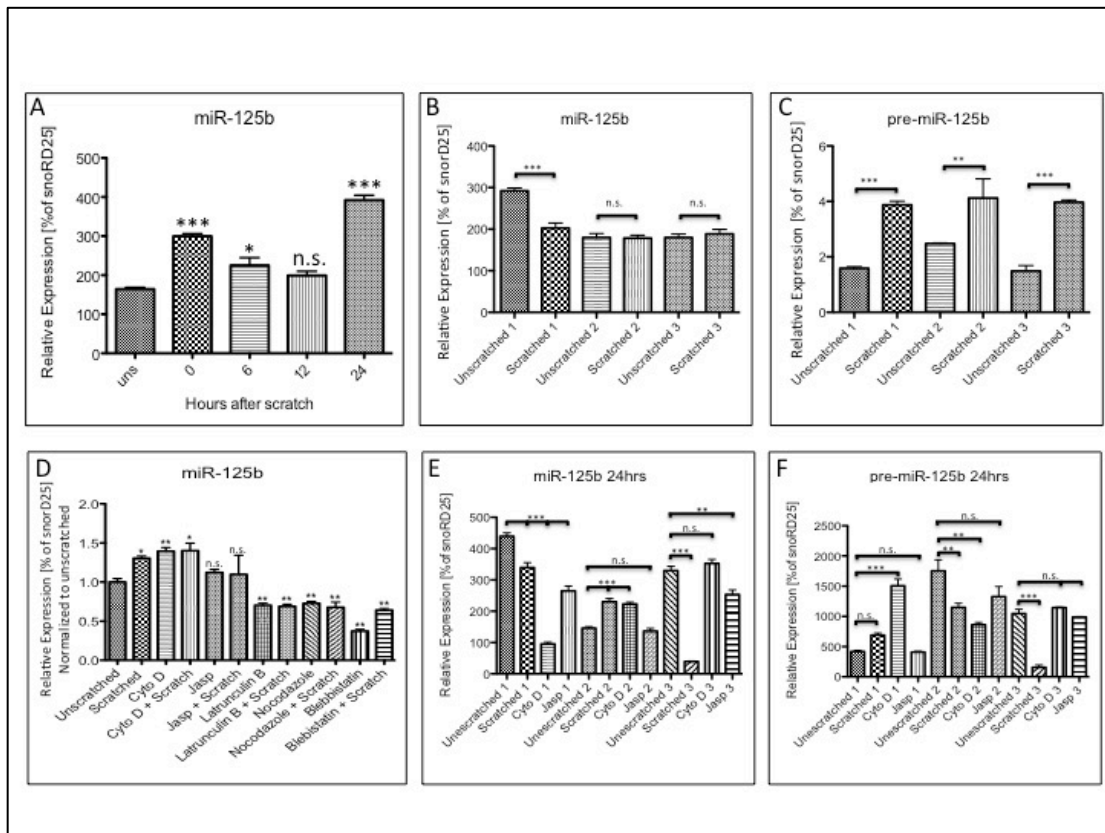 A
miR-125b
Relative Expression [%of snoRD25]
500
400
300
200
100
0
***
*
n.s.
***
uns
0
6
12
24
Hours after scratch
B
miR-125b
Relative Expression [% of snorD25]
400
300
200
100
0
***
n.s.
n.s.
Unscratched 1
Scratched 1
Unscratched 2
Scratched 2
Unscratched 3
Scratched 3
C
pre-miR-125b
Relative Expression [% of snorD25]
6
4
2
0
***
**
***
Unscratched 1
Scratched 1
Unscratched 2
Scratched 2
Unscratched 3
Scratched 3
D
miR-125b
Relative Expression [% of snorD25]
Normalized to unscratched
2.0
1.5
1.0
0.5
0.0
*
**
*
n.s.
n.s.
**
**
**
**
**
**
Unscratched
Scratched
Cyto D
Cyto D + Scratch
Jasp
Jasp + Scratch
Latrunculin B
Latrunculin B + Scratch
Nocodazole
Nocodazole + Scratch
Blebistatin
Blebistatin + Scratch
E
miR-125b 24hrs
Relative Expression [%of snoRD25]
500
400
300
200
100
0
***
n.s.
***
**
n.s.
***
Unescratched 1
Scratched 1
Cyto D 1
Jasp 1
Unescratched 2
Scratched 2
Cyto D 2
Jasp 2
Unescratched 3
Scratched 3
Cyto D 3
Jasp 3
F
pre-miR-125b 24hrs
Relative Expression [%of snoRD25]
2500
2000
1500
1000
500
0
n.s.
***
n.s.
n.s.
**
**
n.s.
***
Unescratched 1
Scratched 1
Cyto D 1
Jasp 1
Unescratched 2
Scratched 2
Cyto D 2
Jasp 2
Unescratched 3
Scratched 3
Cyto D 3
Jasp 3